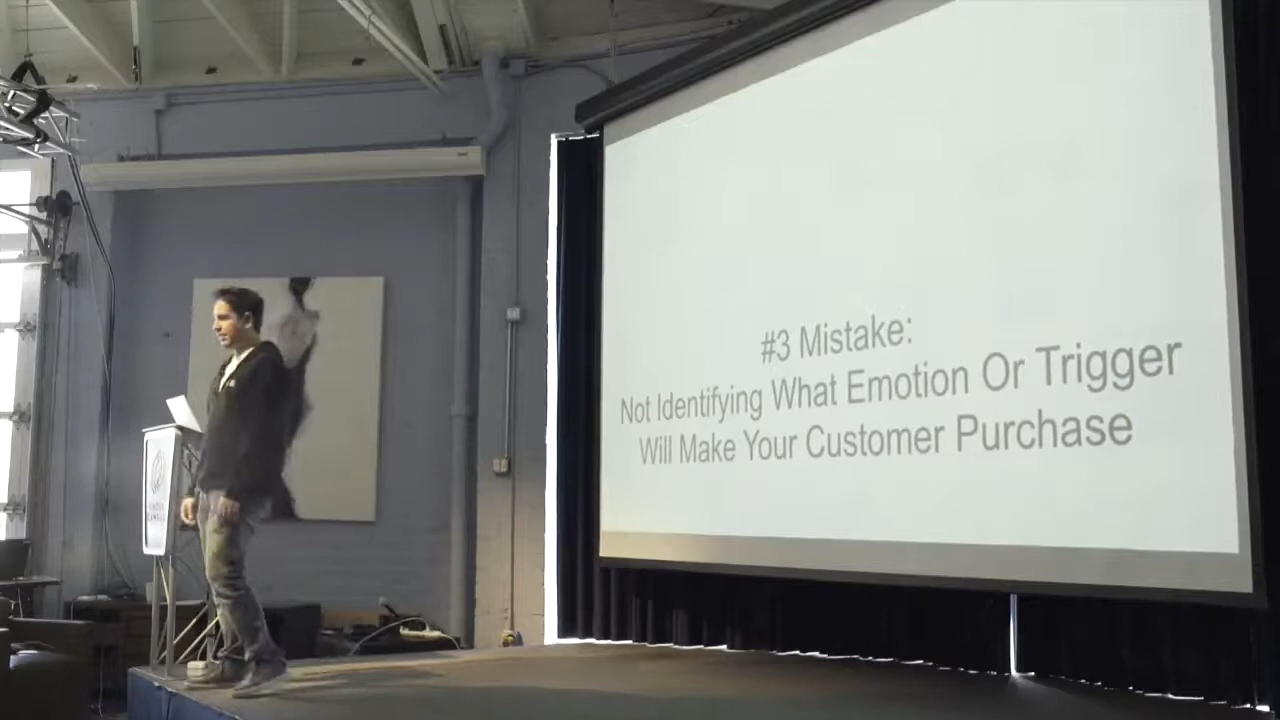 #3 Mistake:
Not Identifying What Emotion Or Trigger
Will Make Your Customer Purchase